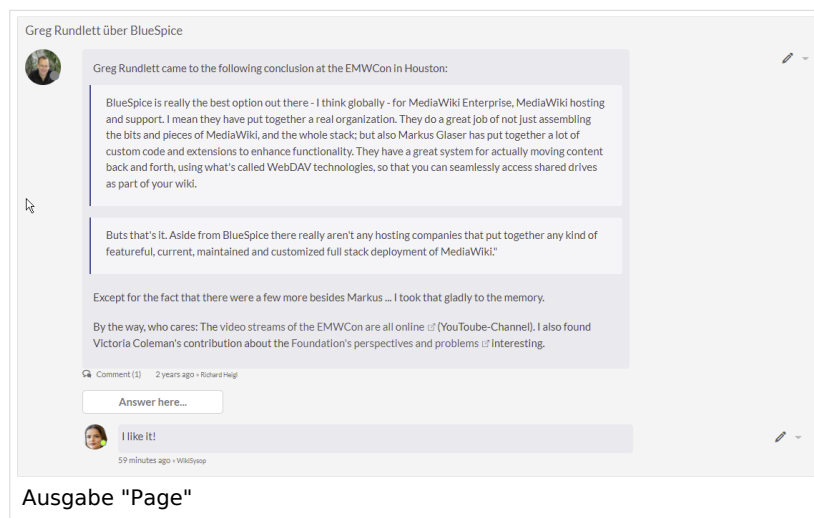 Greg Rundlett über BlueSpice
Greg Rundlett came to the following conclusion at the EMWCon in Houston:
BlueSpice is really the best option out there - I think globally - for MediaWiki Enterprise, MediaWiki hosting
and support. I mean they have put together a real organization. They do a great job of not just assembling
the bits and pieces of MediaWiki, and the whole stack; but also Markus Glaser has put together a lot of
custom code and extensions to enhance functionality. They have a great system for actually moving content
back and forth, using what's called WebDAV technologies, so that you can seamlessly access shared drives
as part of your wiki.
Buts that's it. Aside from BlueSpice there really aren't any hosting companies that put together any kind of
featureful, current, maintained and customized full stack deployment of MediaWiki."
Except for the fact that there were a few more besides Markus ... I took that gladly to the memory.
By the way, who cares: The video streams of the EMWCon are all online (YouToube-Channel). I also found
Victoria Coleman's contribution about the Foundation's perspectives and problems interesting.
Comment (1) 2 years ago • Richard Heigl
Answer here...
I like it!
59 minutes ago • WikiSysop
Ausgabe "Page"